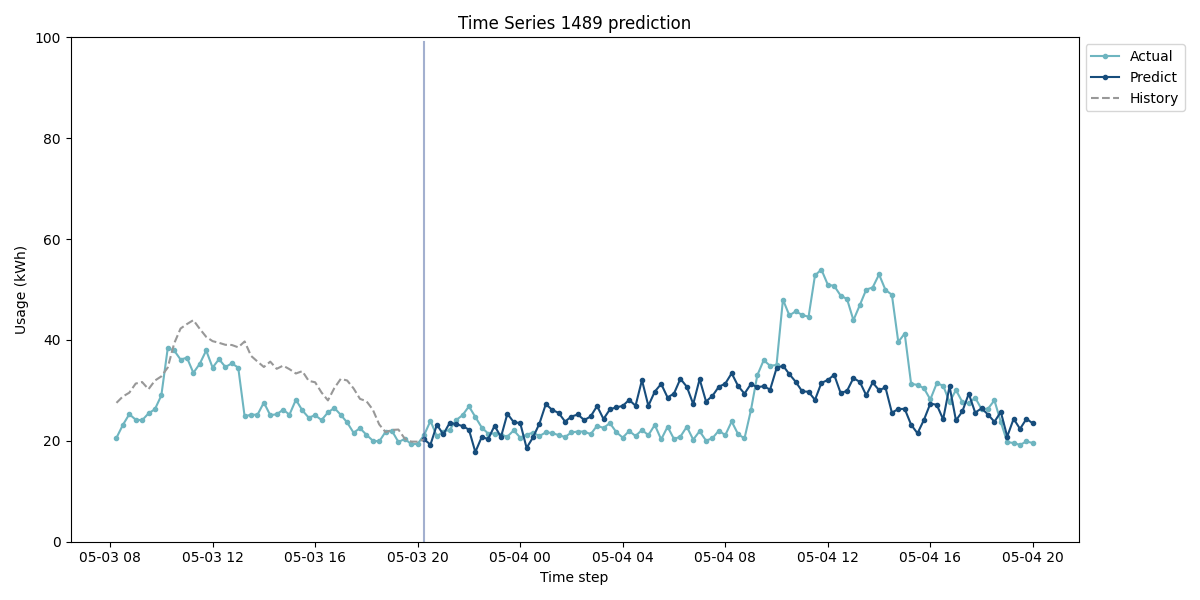 Time Series 1489 prediction
100
80
60
40
20
0
Usage (kWh)
05-03 08
05-03 12
05-03 16
05-03 20
05-04 00
05-04 04
05-04 08
05-04 12
05-04 16
05-04 20
Time step
Actual
Predict
History